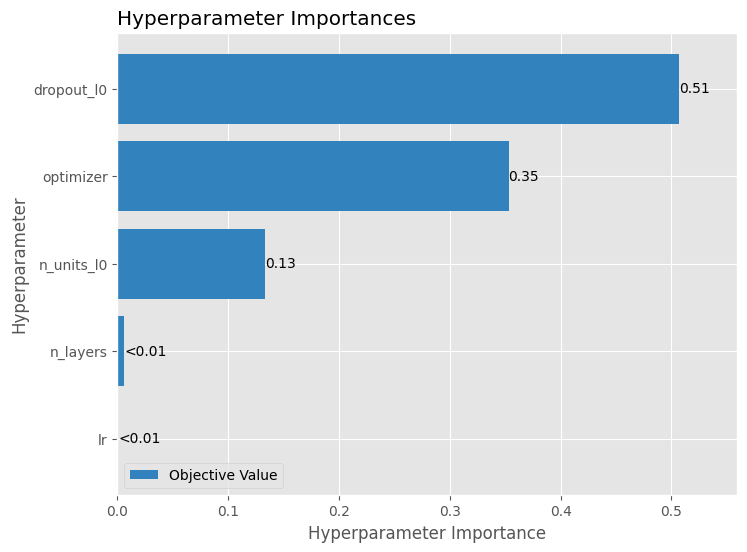 Hyperparameter Importances
Hyperparameter
dropout_l0
0.51
optimizer
0.35
n_units_l0
0.13
n_layers
<0.01
lr
<0.01
Objective Value
0.0 0.1 0.2 0.3 0.4 0.5
Hyperparameter Importance